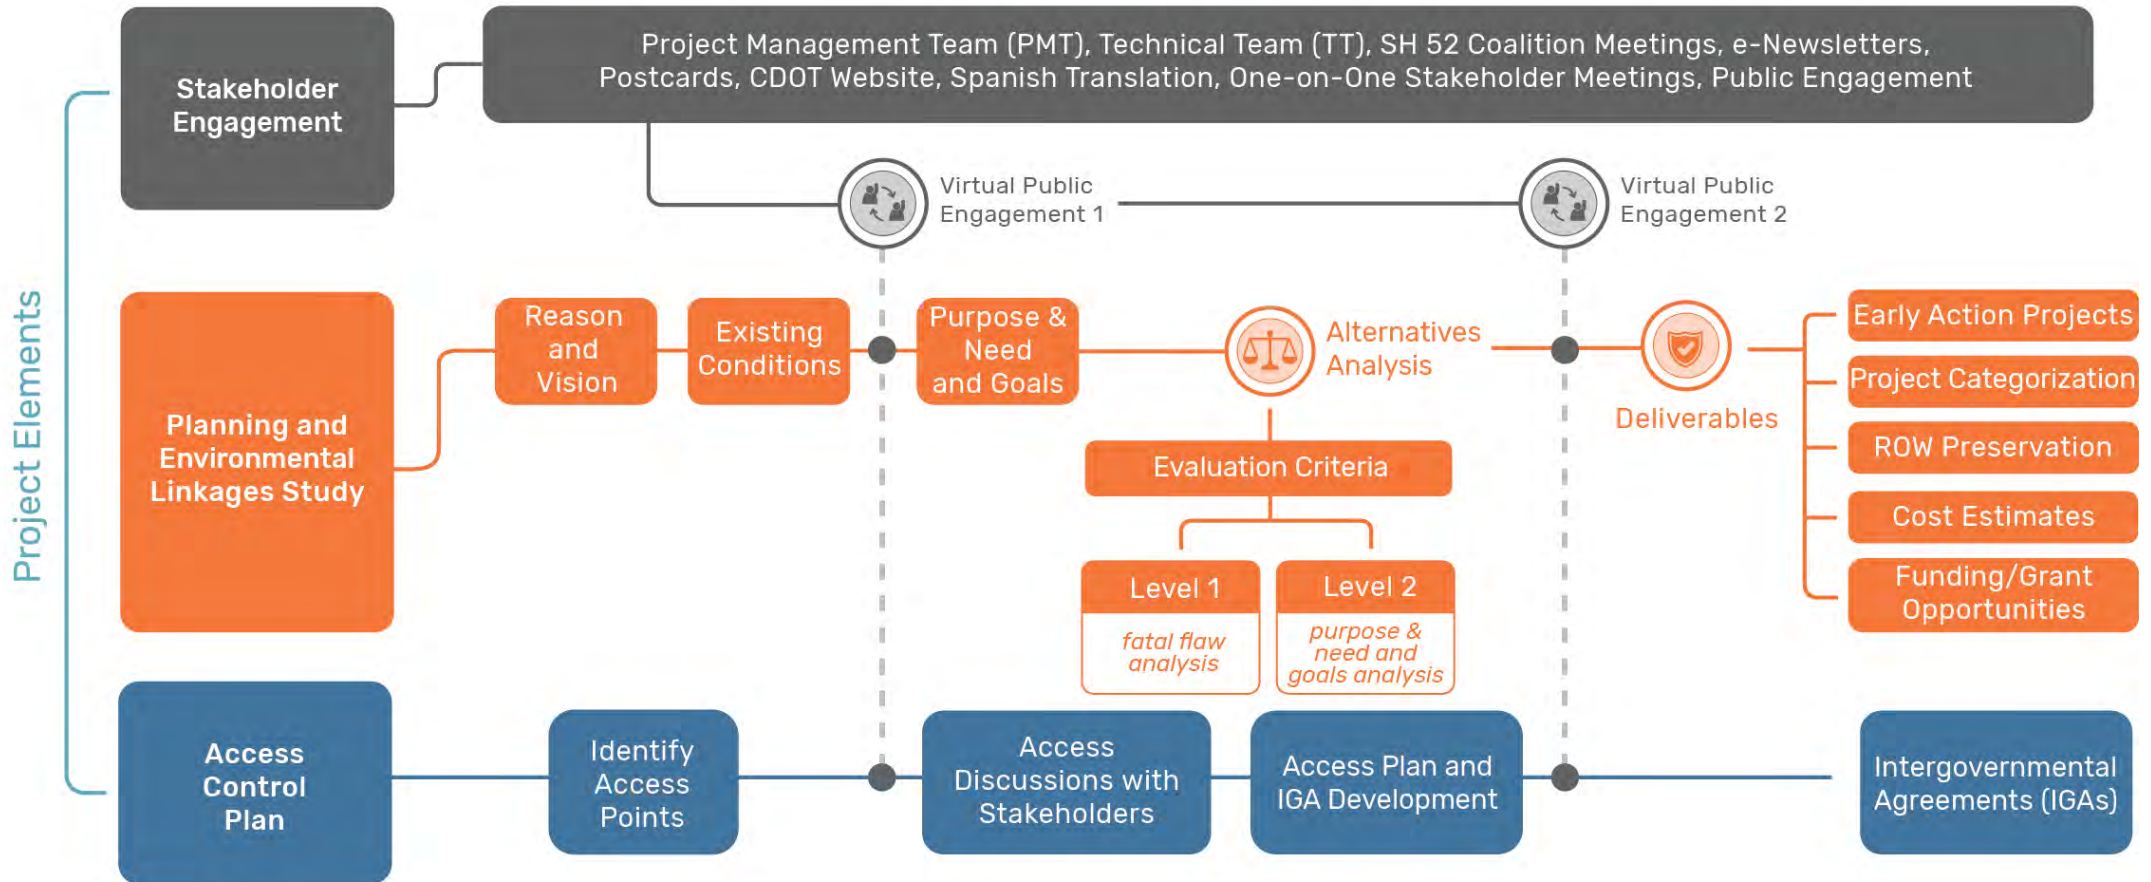 Project Elements
Stakeholder
Engagement
Project Management Team (PMT), Technical Team (TT), SH 52 Coalition Meetings, e-Newsletters,
Postcards, CDOT Website, Spanish Translation, One-on-One Stakeholder Meetings, Public Engagement
Virtual Public
Engagement 1
Virtual Public
Engagement 2
Planning and
Environmental
Linkages Study
Reason
and
Vision
Existing
Conditions
Purpose &
Need
and Goals
Alternatives
Analysis
Evaluation Criteria
Level 1
fatal flaw
analysis
Level 2
purpose &
need and
goals analysis
Deliverables
Early Action Projects
Project Categorization
ROW Preservation
Cost Estimates
Funding/Grant
Opportunities
Access
Control
Plan
Identify
Access
Points
Access
Discussions with
Stakeholders
Access Plan and
IGA Development
Intergovernmental
Agreements (IGAs)